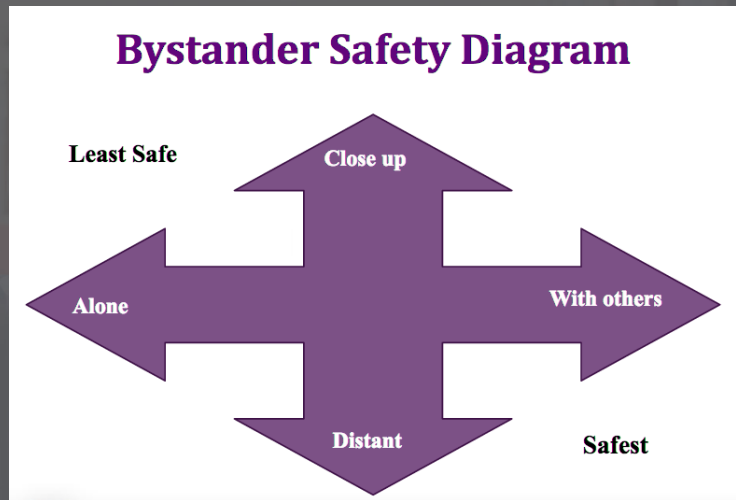 Bystander Safety Diagram
Least Safe
Close up
Alone
With others
Distant
Safest